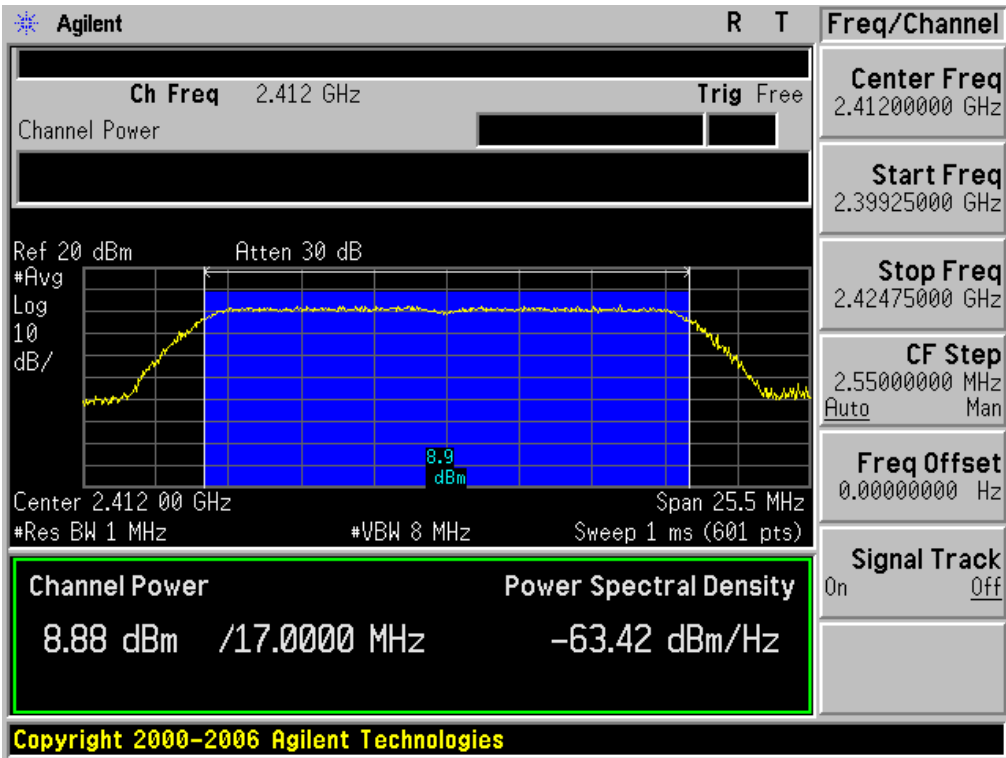 Agilent R T
Freq/Channel
Ch Freq 2.412 GHz Trig Free
Channel Power
Ref 20 dBm Atten 30 dB
#Avg
Log
10
dB/
8.9
dBm
Center 2.412 00 GHz Span 25.5 MHz
#Res BW 1 MHz #VBW 8 MHz Sweep 1 ms (601 pts)
Channel Power Power Spectral Density
8.88 dBm /17.0000 MHz -63.42 dBm/Hz
Copyright 2000-2006 Agilent Technologies
Center Freq
2.41200000 GHz
Start Freq
2.39925000 GHz
Stop Freq
2.42475000 GHz
CF Step
2.55000000 MHz
Auto Man
Freq Offset
0.00000000 Hz
Signal Track
On Off